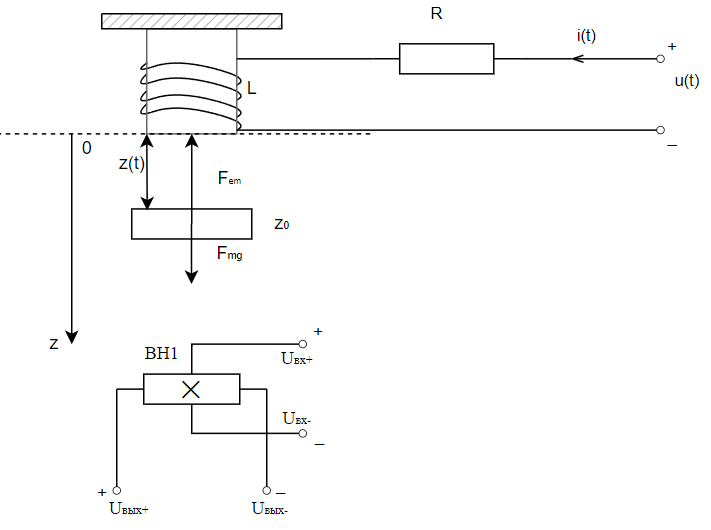 R
i(t)
+
u(t)
L
0
z(t)
Fem
–
z0
Fmg
z
+
BH1
Uвх+
Uвх-
–
+
–
Uвых+
Uвых-